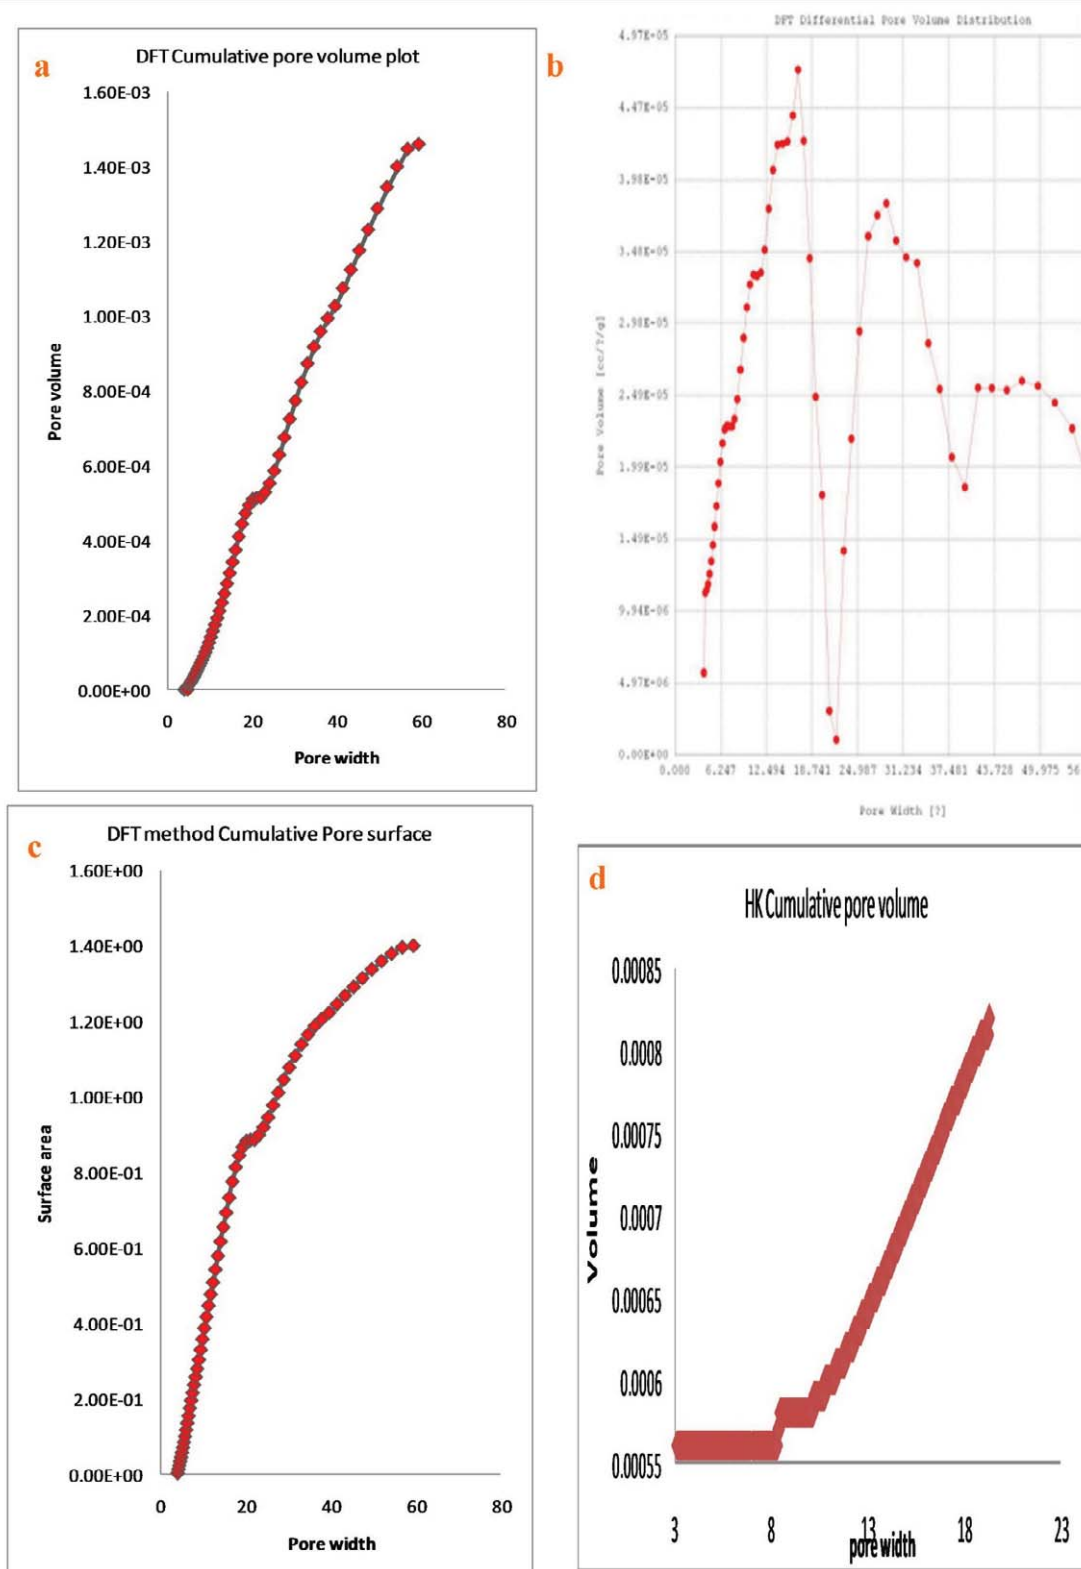 a
DFT Cumulative pore volume plot
1.60E-03
1.40E-03
1.20E-03
1.00E-03
8.00E-04
6.00E-04
4.00E-04
2.00E-04
0.00E+00
Pore volume
0 20 40 60 80
Pore width
b
DFT Differential Pore Volume Distribution
4.97E-05
4.47E-05
3.98E-05
3.48E-05
2.98E-05
2.49E-05
1.99E-05
1.49E-05
9.94E-06
4.97E-06
0.00E+00
Pore Volume [cc/?/g]
0.000 6.247 12.494 18.741 24.987 31.234 37.481 43.728 49.975 56
Pore Width [?]
c
DFT method Cumulative Pore surface
1.60E+00
1.40E+00
1.20E+00
1.00E+00
8.00E-01
6.00E-01
4.00E-01
2.00E-01
0.00E+00
Surface area
0 20 40 60 80
Pore width
d
HK Cumulative pore volume
0.00085
0.0008
0.00075
0.0007
0.00065
0.0006
0.00055
Volume
3 8 13 18 23
pore width